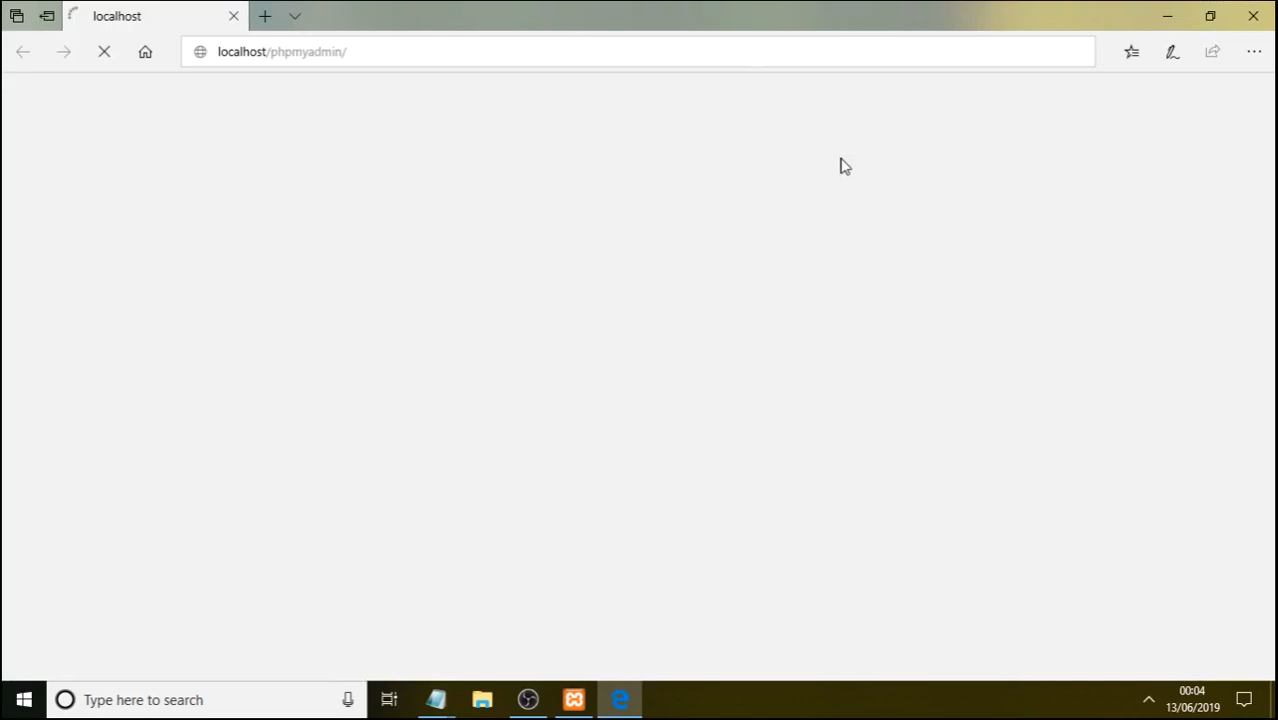 localhost
localhost/phpmyadmin/
Type here to search
00:04
13/06/2019